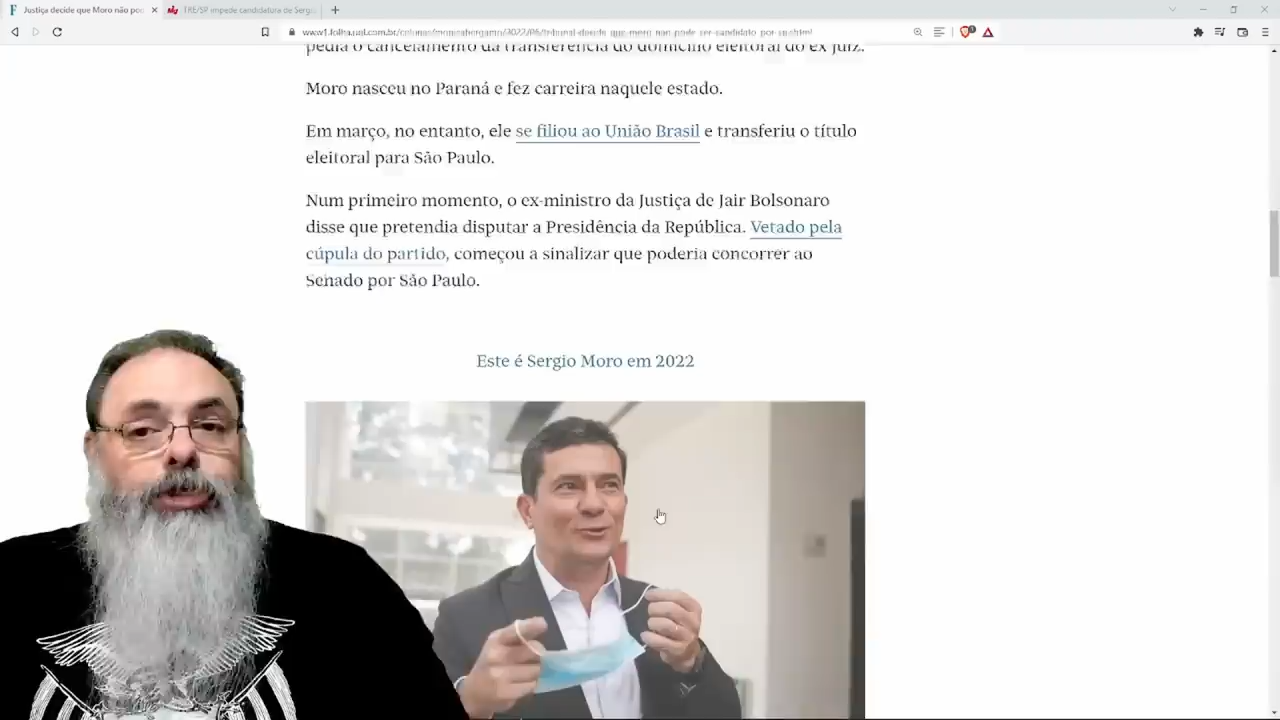 Justiça decide que Moro não po
TRE/SP impede candidatura de Sergi
pedia o cancelamento da transferência do domicílio eleitoral do ex-juiz.
Moro nasceu no Paraná e fez carreira naquele estado.
Em março, no entanto, ele se filiou ao União Brasil e transferiu o título
eleitoral para São Paulo.
Num primeiro momento, o ex-ministro da Justiça de Jair Bolsonaro
disse que pretendia disputar a Presidência da República. Vetado pela
cúpula do partido, começou a sinalizar que poderia concorrer ao
Senado por São Paulo.
Este é Sergio Moro em 2022